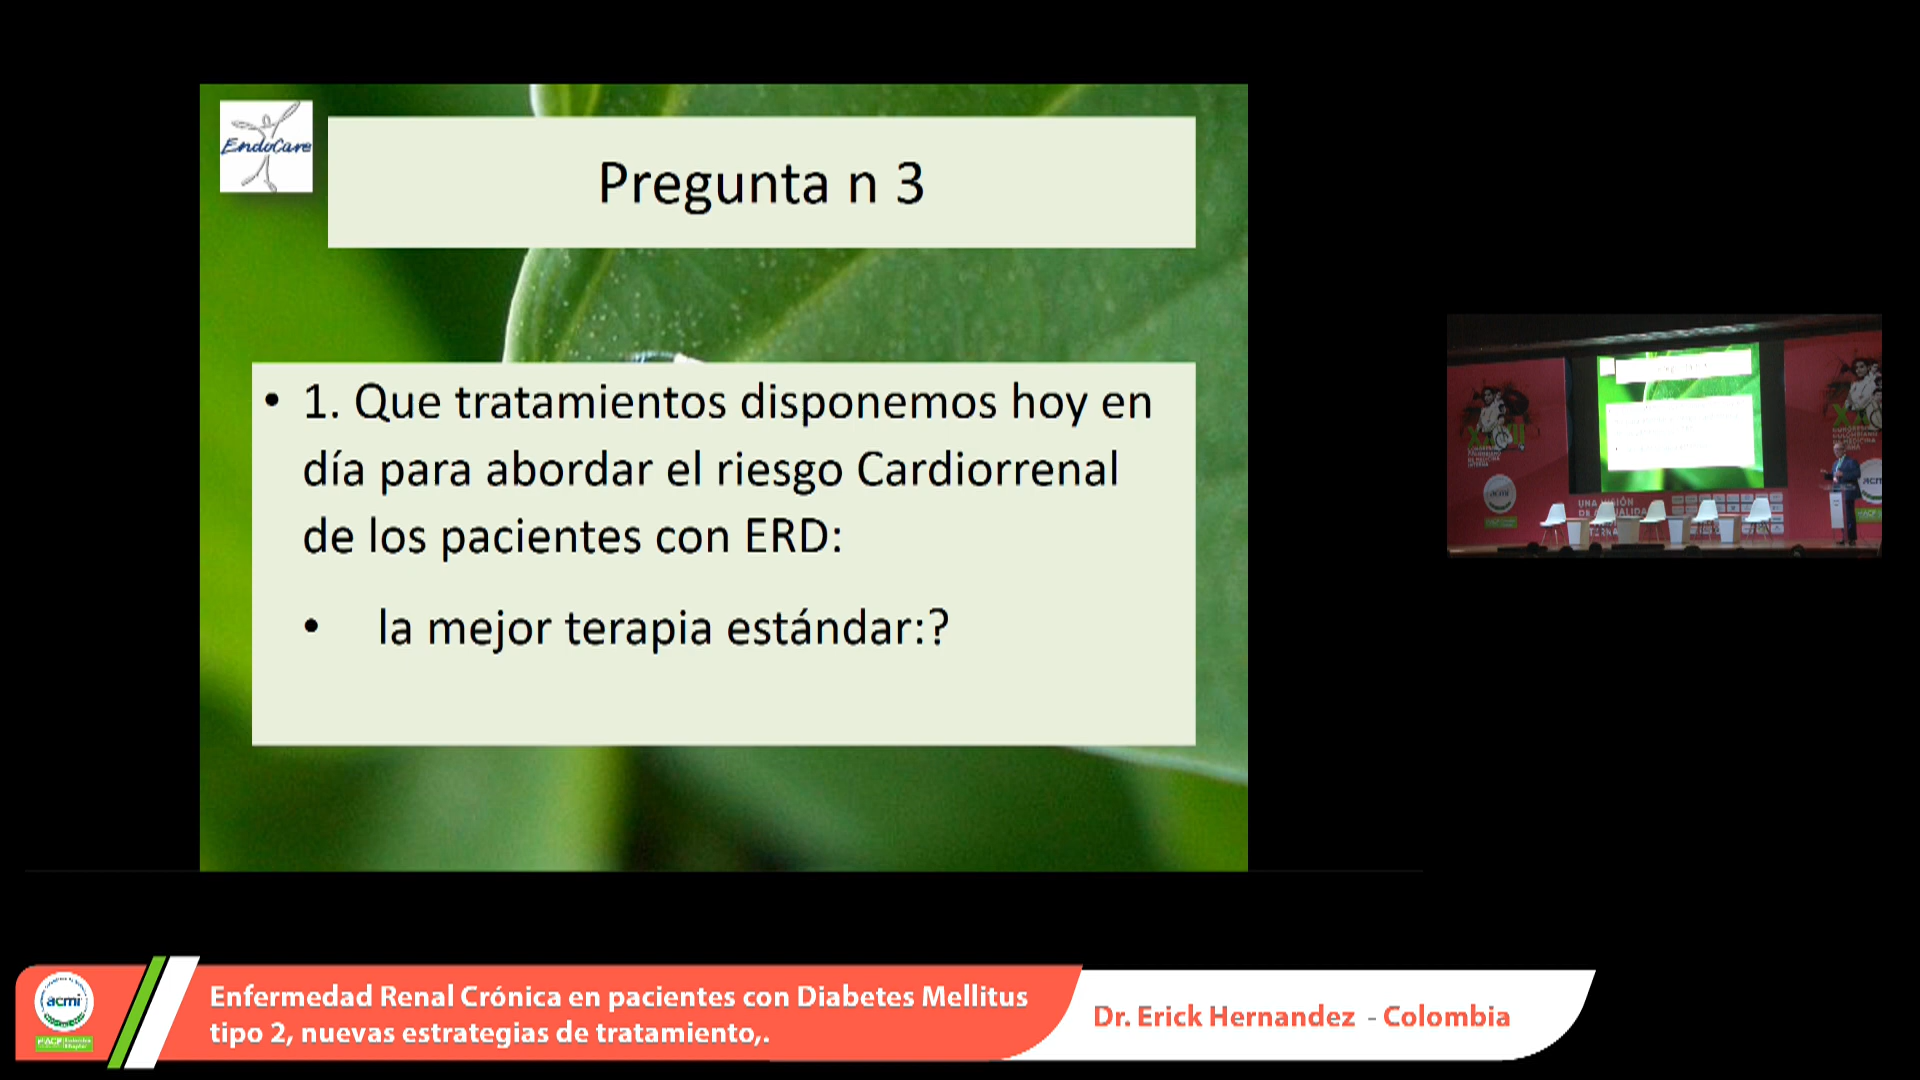 EndoCare
Pregunta n 3
• 1. Que tratamientos disponemos hoy en
día para abordar el riesgo Cardiorrenal
de los pacientes con ERD:
• la mejor terapia estándar:?
UNA VISIÓN
acmi
Enfermedad Renal Crónica en pacientes con Diabetes Mellitus
tipo 2, nuevas estrategias de tratamiento,.
Dr. Erick Hernandez - Colombia